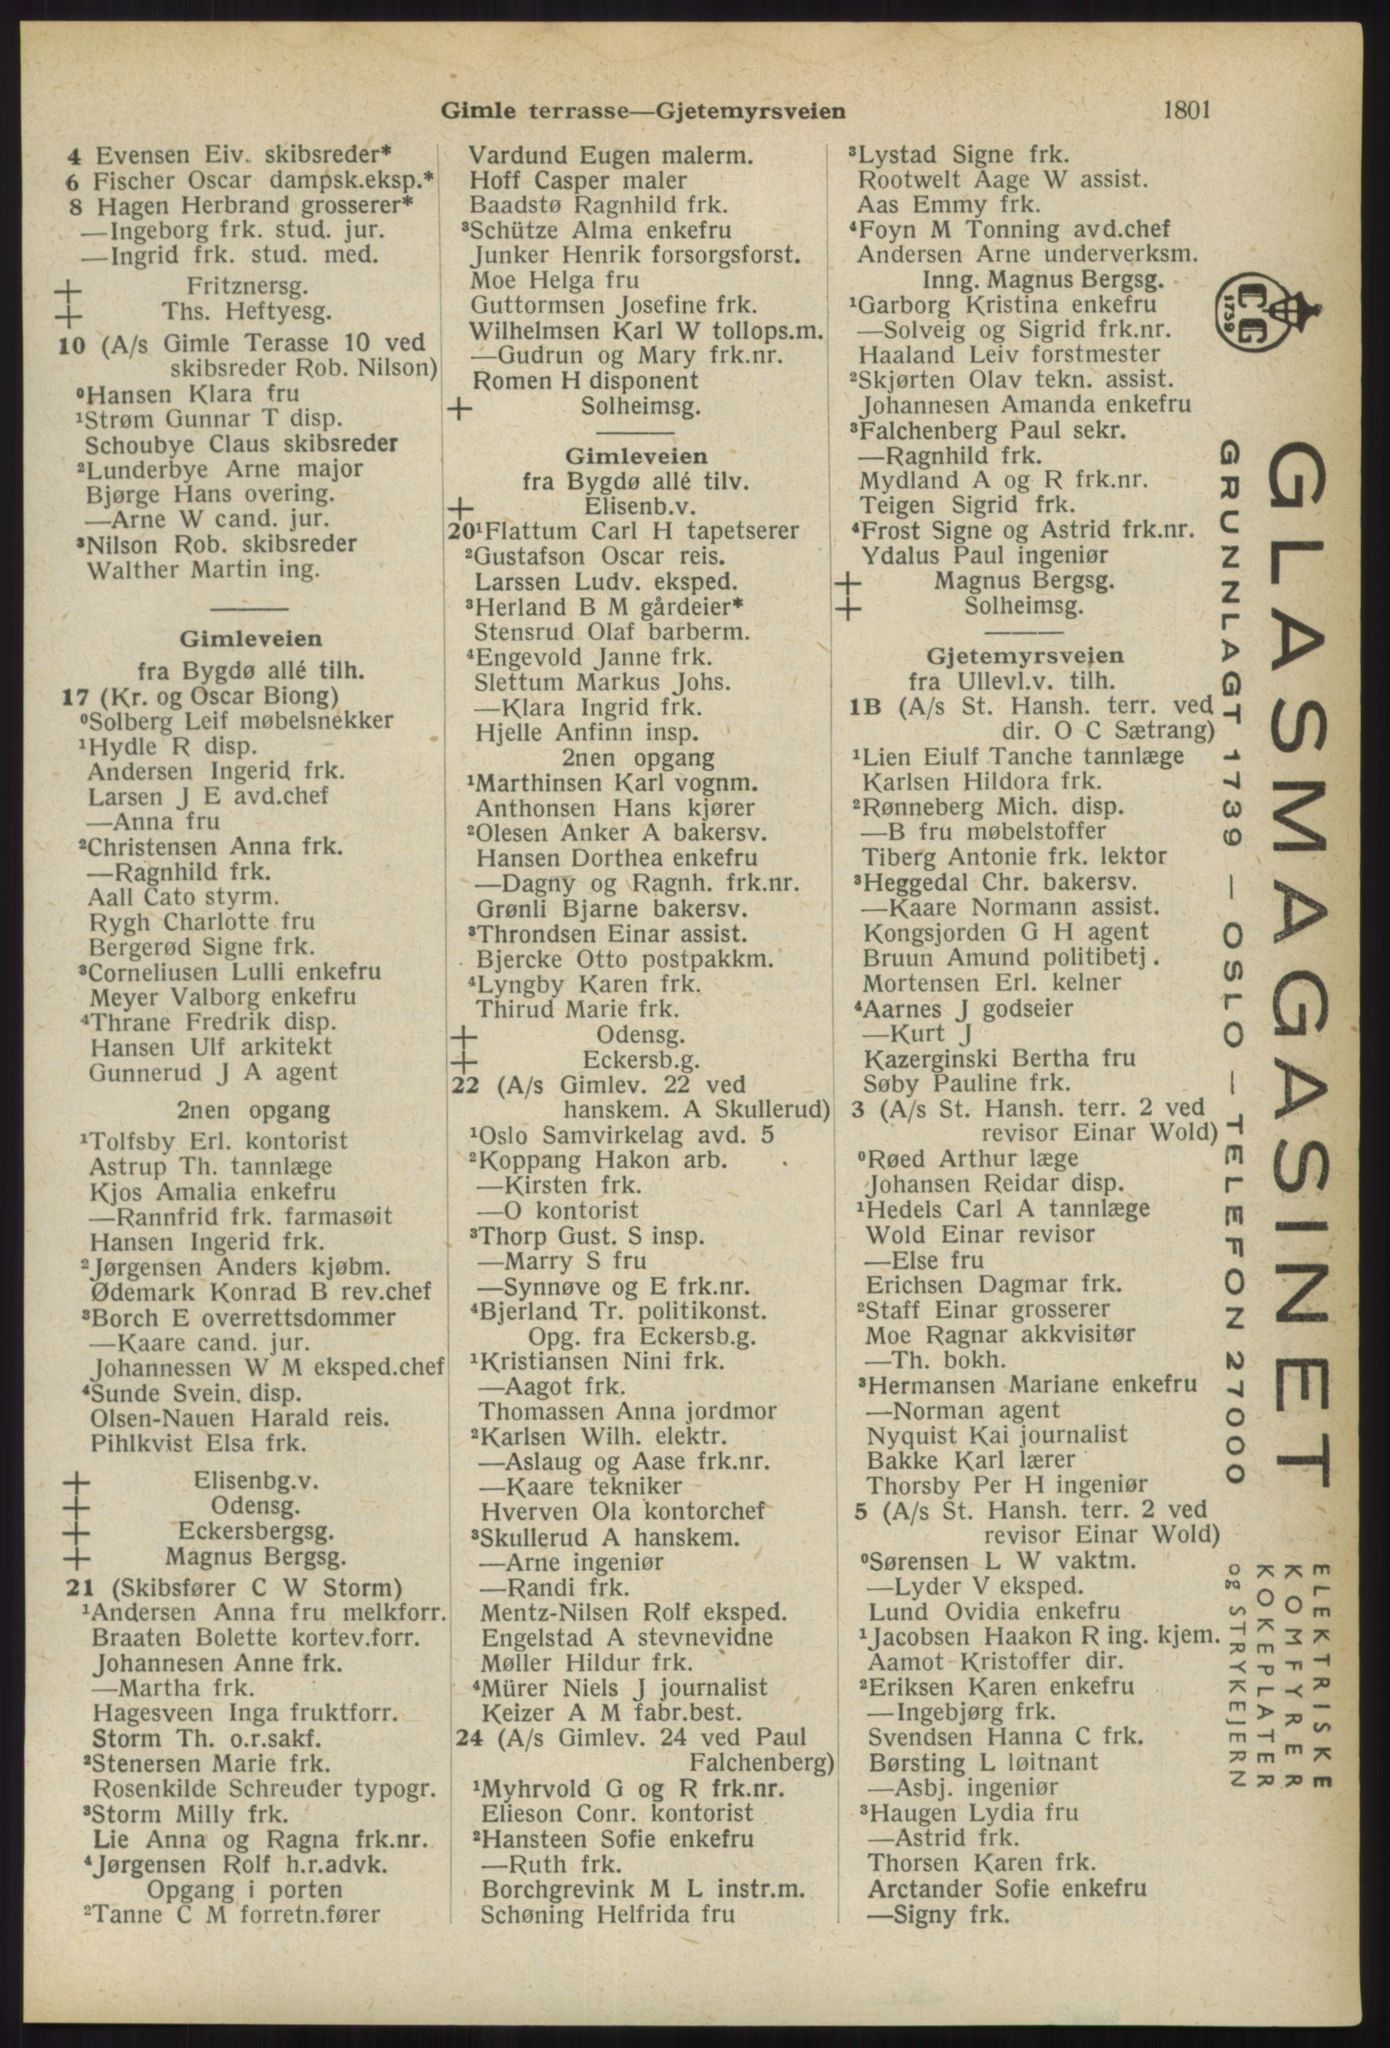 Gimle terrasse—Gjetemyrsveien
1801
4 Evensen Eiv. skibsreder*
6 Fischer Oscar dampsk.eksp.*
8 Hagen Herbrand grosserer*
—Ingeborg frk. stud. jur.
—Ingrid frk. stud. med.
+ Fritznersg.
+ Ths. Heftyesg.
10 (A/s Gimle Terasse 10 ved
skibsreder Rob. Nilson)
⁰Hansen Klara fru
¹Strøm Gunnar T disp.
Schoubye Claus skibsreder
²Lunderbye Arne major
Bjørge Hans overing.
—Arne W cand. jur.
³Nilson Rob. skibsreder
Walther Martin ing.
Gimleveien
fra Bygdø allé tilh.
17 (Kr. og Oscar Biong)
⁰Solberg Leif møbelsnekker
¹Hydle R disp.
Andersen Ingerid frk.
Larsen J E avd.chef
—Anna fru
²Christensen Anna frk.
—Ragnhild frk.
Aall Cato styrm.
Rygh Charlotte fru
Bergerød Signe frk.
³Corneliusen Lulli enkefru
Meyer Valborg enkefru
⁴Thrane Fredrik disp.
Hansen Ulf arkitekt
Gunnerud J A agent
2nen opgang
¹Tolfsby Erl. kontorist
Astrup Th. tannlæge
Kjos Amalia enkefru
—Rannfrid frk. farmasøit
Hansen Ingerid frk.
²Jørgensen Anders kjøbm.
Ødemark Konrad B rev.chef
³Borch E overrettsdommer
—Kaare cand. jur.
Johannessen W M eksped.chef
⁴Sunde Svein. disp.
Olsen-Nauen Harald reis.
Pihlkvist Elsa frk.
+ Elisenbg.v.
+ Odensg.
+ Eckersbergsg.
+ Magnus Bergsg.
21 (Skibsfører C W Storm)
¹Andersen Anna fru melkforr.
Braaten Bolette kortev.forr.
Johannesen Anne frk.
—Martha frk.
Hagesveen Inga fruktforr.
Storm Th. o.r.sakf.
²Stenersen Marie frk.
Rosenkilde Schreuder typogr.
³Storm Milly frk.
Lie Anna og Ragna frk.nr.
⁴Jørgensen Rolf h.r.advk.
Opgang i porten
²Tanne C M forretn.fører
Vardund Eugen malerm.
Hoff Casper maler
Baadstø Ragnhild frk.
³Schütze Alma enkefru
Junker Henrik forsorgsforst.
Moe Helga fru
Guttormsen Josefine frk.
Wilhelmsen Karl W tollops.m.
—Gudrun og Mary frk.nr.
Romen H disponent
+ Solheimsg.
Gimleveien
fra Bygdø allé tilv.
+ Elisenb.v.
20 ¹Flattum Carl H tapetserer
²Gustafson Oscar reis.
Larssen Ludv. eksped.
³Herland B M gårdeier*
Stensrud Olaf barberm.
⁴Engevold Janne frk.
Slettum Markus Johs.
—Klara Ingrid frk.
Hjelle Anfinn insp.
2nen opgang
¹Marthinsen Karl vognm.
Anthonsen Hans kjører
²Olesen Anker A bakersv.
Hansen Dorthea enkefru
—Dagny og Ragnh. frk.nr.
Grønli Bjarne bakersv.
³Throndsen Einar assist.
Bjercke Otto postpakkm.
⁴Lyngby Karen frk.
Thirud Marie frk.
+ Odensg.
+ Eckersb.g.
22 (A/s Gimlev. 22 ved
hanskem. A Skullerud)
¹Oslo Samvirkelag avd. 5
²Koppang Hakon arb.
—Kirsten frk.
—O kontorist
³Thorp Gust. S insp.
—Marry S fru
—Synnøve og E frk.nr.
⁴Bjerland Tr. politikonst.
Opg. fra Eckersb.g.
¹Kristiansen Nini frk.
—Aagot frk.
Thomassen Anna jordmor
²Karlsen Wilh. elektr.
—Aslaug og Aase frk.nr.
—Kaare tekniker
Hverven Ola kontorchef
³Skullerud A hanskem.
—Arne ingeniør
—Randi frk.
Mentz-Nilsen Rolf eksped.
Engelstad A stevnevidne
Møller Hildur frk.
⁴Mürer Niels J journalist
Keizer A M fabr.best.
24 (A/s Gimlev. 24 ved Paul
Falchenberg)
¹Myhrvold G og R frk.nr.
Elieson Conr. kontorist
²Hansteen Sofie enkefru
—Ruth frk.
Borchgrevink M L instr.m.
Schøning Helfrida fru
³Lystad Signe frk.
Rootwelt Aage W assist.
Aas Emmy frk.
⁴Foyn M Tonning avd.chef
Andersen Arne underverksm.
Inng. Magnus Bergsg.
¹Garborg Kristina enkefru
—Solveig og Sigrid frk.nr.
Haaland Leiv forstmester
²Skjørten Olav tekn. assist.
Johannesen Amanda enkefru
³Falchenberg Paul sekr.
—Ragnhild frk.
Mydland A og R frk.nr.
Teigen Sigrid frk.
⁴Frost Signe og Astrid frk.nr.
Ydalus Paul ingeniør
+ Magnus Bergsg.
+ Solheimsg.
Gjetemyrsveien
fra Ullevl.v. tilh.
1B (A/s St. Hansh. terr. ved
dir. O C Sætrang)
¹Lien Eiulf Tanche tannlæge
Karlsen Hildora frk.
²Rønneberg Mich. disp.
—B fru møbelstoffer
Tiberg Antonie frk. lektor
³Heggedal Chr. bakersv.
—Kaare Normann assist.
Kongsjorden G H agent
Bruun Amund politibetj.
Mortensen Erl. kelner
⁴Aarnes J godseier
—Kurt J
Kazerginski Bertha fru
Søby Pauline frk.
3 (A/s St. Hansh. terr. 2 ved
revisor Einar Wold)
⁰Røed Arthur læge
Johansen Reidar disp.
¹Hedels Carl A tannlæge
Wold Einar revisor
—Else fru
Erichsen Dagmar frk.
²Staff Einar grosserer
Moe Ragnar akkvisitør
—Th. bokh.
³Hermansen Mariane enkefru
—Norman agent
Nyquist Kai journalist
Bakke Karl lærer
Thorsby Per H ingeniør
5 (A/s St. Hansh. terr. 2 ved
revisor Einar Wold)
⁰Sørensen L W vaktm.
—Lyder V eksped.
Lund Ovidia enkefru
¹Jacobsen Haakon R ing. kjem.
Aamot Kristoffer dir.
²Eriksen Karen enkefru
—Ingebjørg frk.
Svendsen Hanna C frk.
Børsting L løitnant
—Asbj. ingeniør
³Haugen Lydia fru
—Astrid frk.
Thorsen Karen frk.
Arctander Sofie enkefru
—Signy frk.
CC
1739
GLASMAGASINET
GRUNNLAGT 1739 — OSLO — TELEFON 27000
ELEKTRISKE
KOMFYRER
KOKEPLATER
og STRYKEJERN